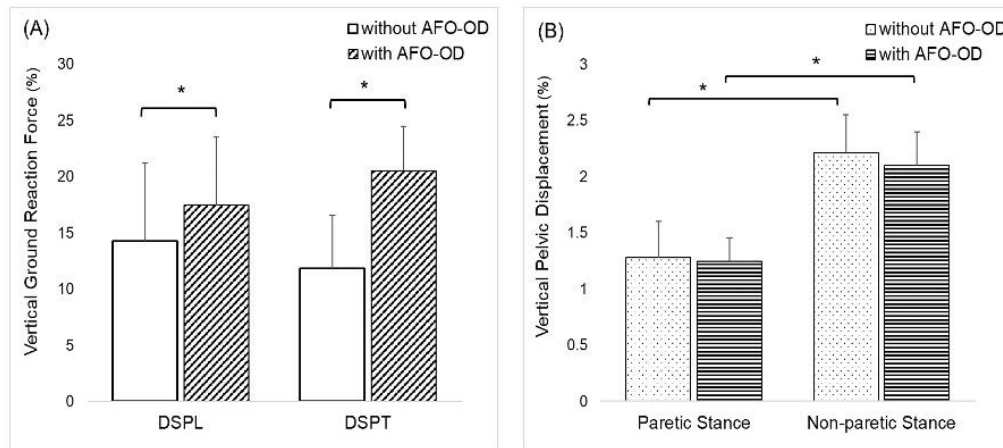 (A)
without AFO-OD
with AFO-OD
Vertical Ground Reaction Force (%)
30
25
20
15
10
5
0
*
*
DSPL
DSPT
(B)
without AFO-OD
with AFO-OD
Vertical Pelvic Displacement (%)
3
2.5
2
1.5
1
0.5
0
*
*
Paretic Stance
Non-paretic Stance